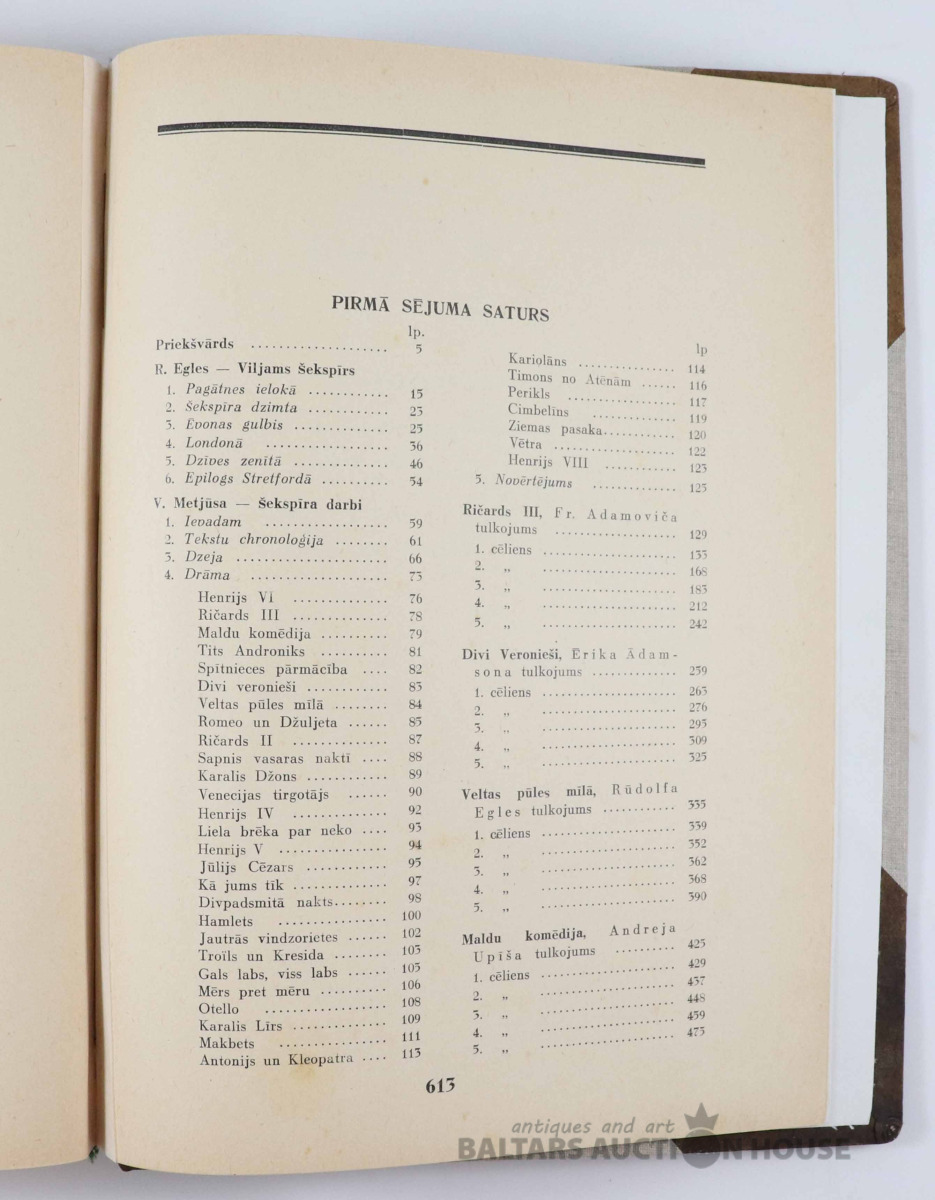 PIRMĀ SĒJUMA SATURS
lp.
Priekšvārds .................... 5
R. Egles — Viljams Šekspīrs
1. Pagātnes ielokā ............ 15
2. Šekspīra dzimta ............ 23
3. Evonas gulbis .............. 25
4. Londonā .................. 36
5. Dzīves zenītā .............. 46
6. Epilogs Stretfordā .......... 54
V. Metjūsa — Šekspīra darbi
1. Ievadam .................. 59
2. Tekstu chronoloģija ........ 61
3. Dzeja ...................... 66
4. Drāma .................... 73
Henrijs VI .............. 76
Ričards III .............. 78
Maldu komēdija .......... 79
Tits Androniks .......... 81
Spītnieces pārmācība .... 82
Divi veronieši ............ 83
Veltas pūles mīlā ........ 84
Romeo un Džuljeta ...... 85
Ričards II .............. 87
Sapnis vasaras naktī .... 88
Karalis Džons ............ 89
Venecijas tirgotājs ...... 90
Henrijs IV .............. 92
Liela brēka par neko .... 93
Henrijs V ................ 94
Jūlijs Cēzars ............ 95
Kā jums tīk .............. 97
Divpadsmitā nakts........ 98
Hamlets ................ 100
Jautrās vindzorietes ...... 102
Troīls un Kresida ........ 103
Gals labs, viss labs ...... 105
Mērs pret mēru .......... 106
Otello .................. 108
Karalis Līrs .............. 109
Makbets ................ 111
Antonijs un Kleopatra .... 113
lp
Kariolāns ................ 114
Timons no Atēnām ...... 116
Perikls .................. 117
Cimbelīns .............. 119
Ziemas pasaka............ 120
Vētra .................... 122
Henrijs VIII ............ 123
5. Novērtējums .............. 125
Ričards III, Fr. Adamoviča
tulkojums .................. 129
1. cēliens .................... 133
2. „ ...................... 168
3. „ ...................... 183
4. „ ...................... 212
5. „ ...................... 242
Divi Veronieši, Ērika Ādam-
sona tulkojums .............. 259
1. cēliens .................... 263
2. „ ...................... 276
3. „ ...................... 293
4. „ ...................... 309
5. „ ...................... 325
Veltas pūles mīlā, Rūdolfa
Egles tulkojums ............ 335
1. cēliens .................... 339
2. „ ...................... 352
3. „ ...................... 362
4. „ ...................... 368
5. „ ...................... 390
Maldu komēdija, Andreja
Upīša tulkojums .......... 425
1. cēliens .................... 429
2. „ ...................... 437
3. „ ...................... 448
4. „ ...................... 459
5. „ ...................... 473
613
antiques and art
BALTARS AUCTION HOUSE